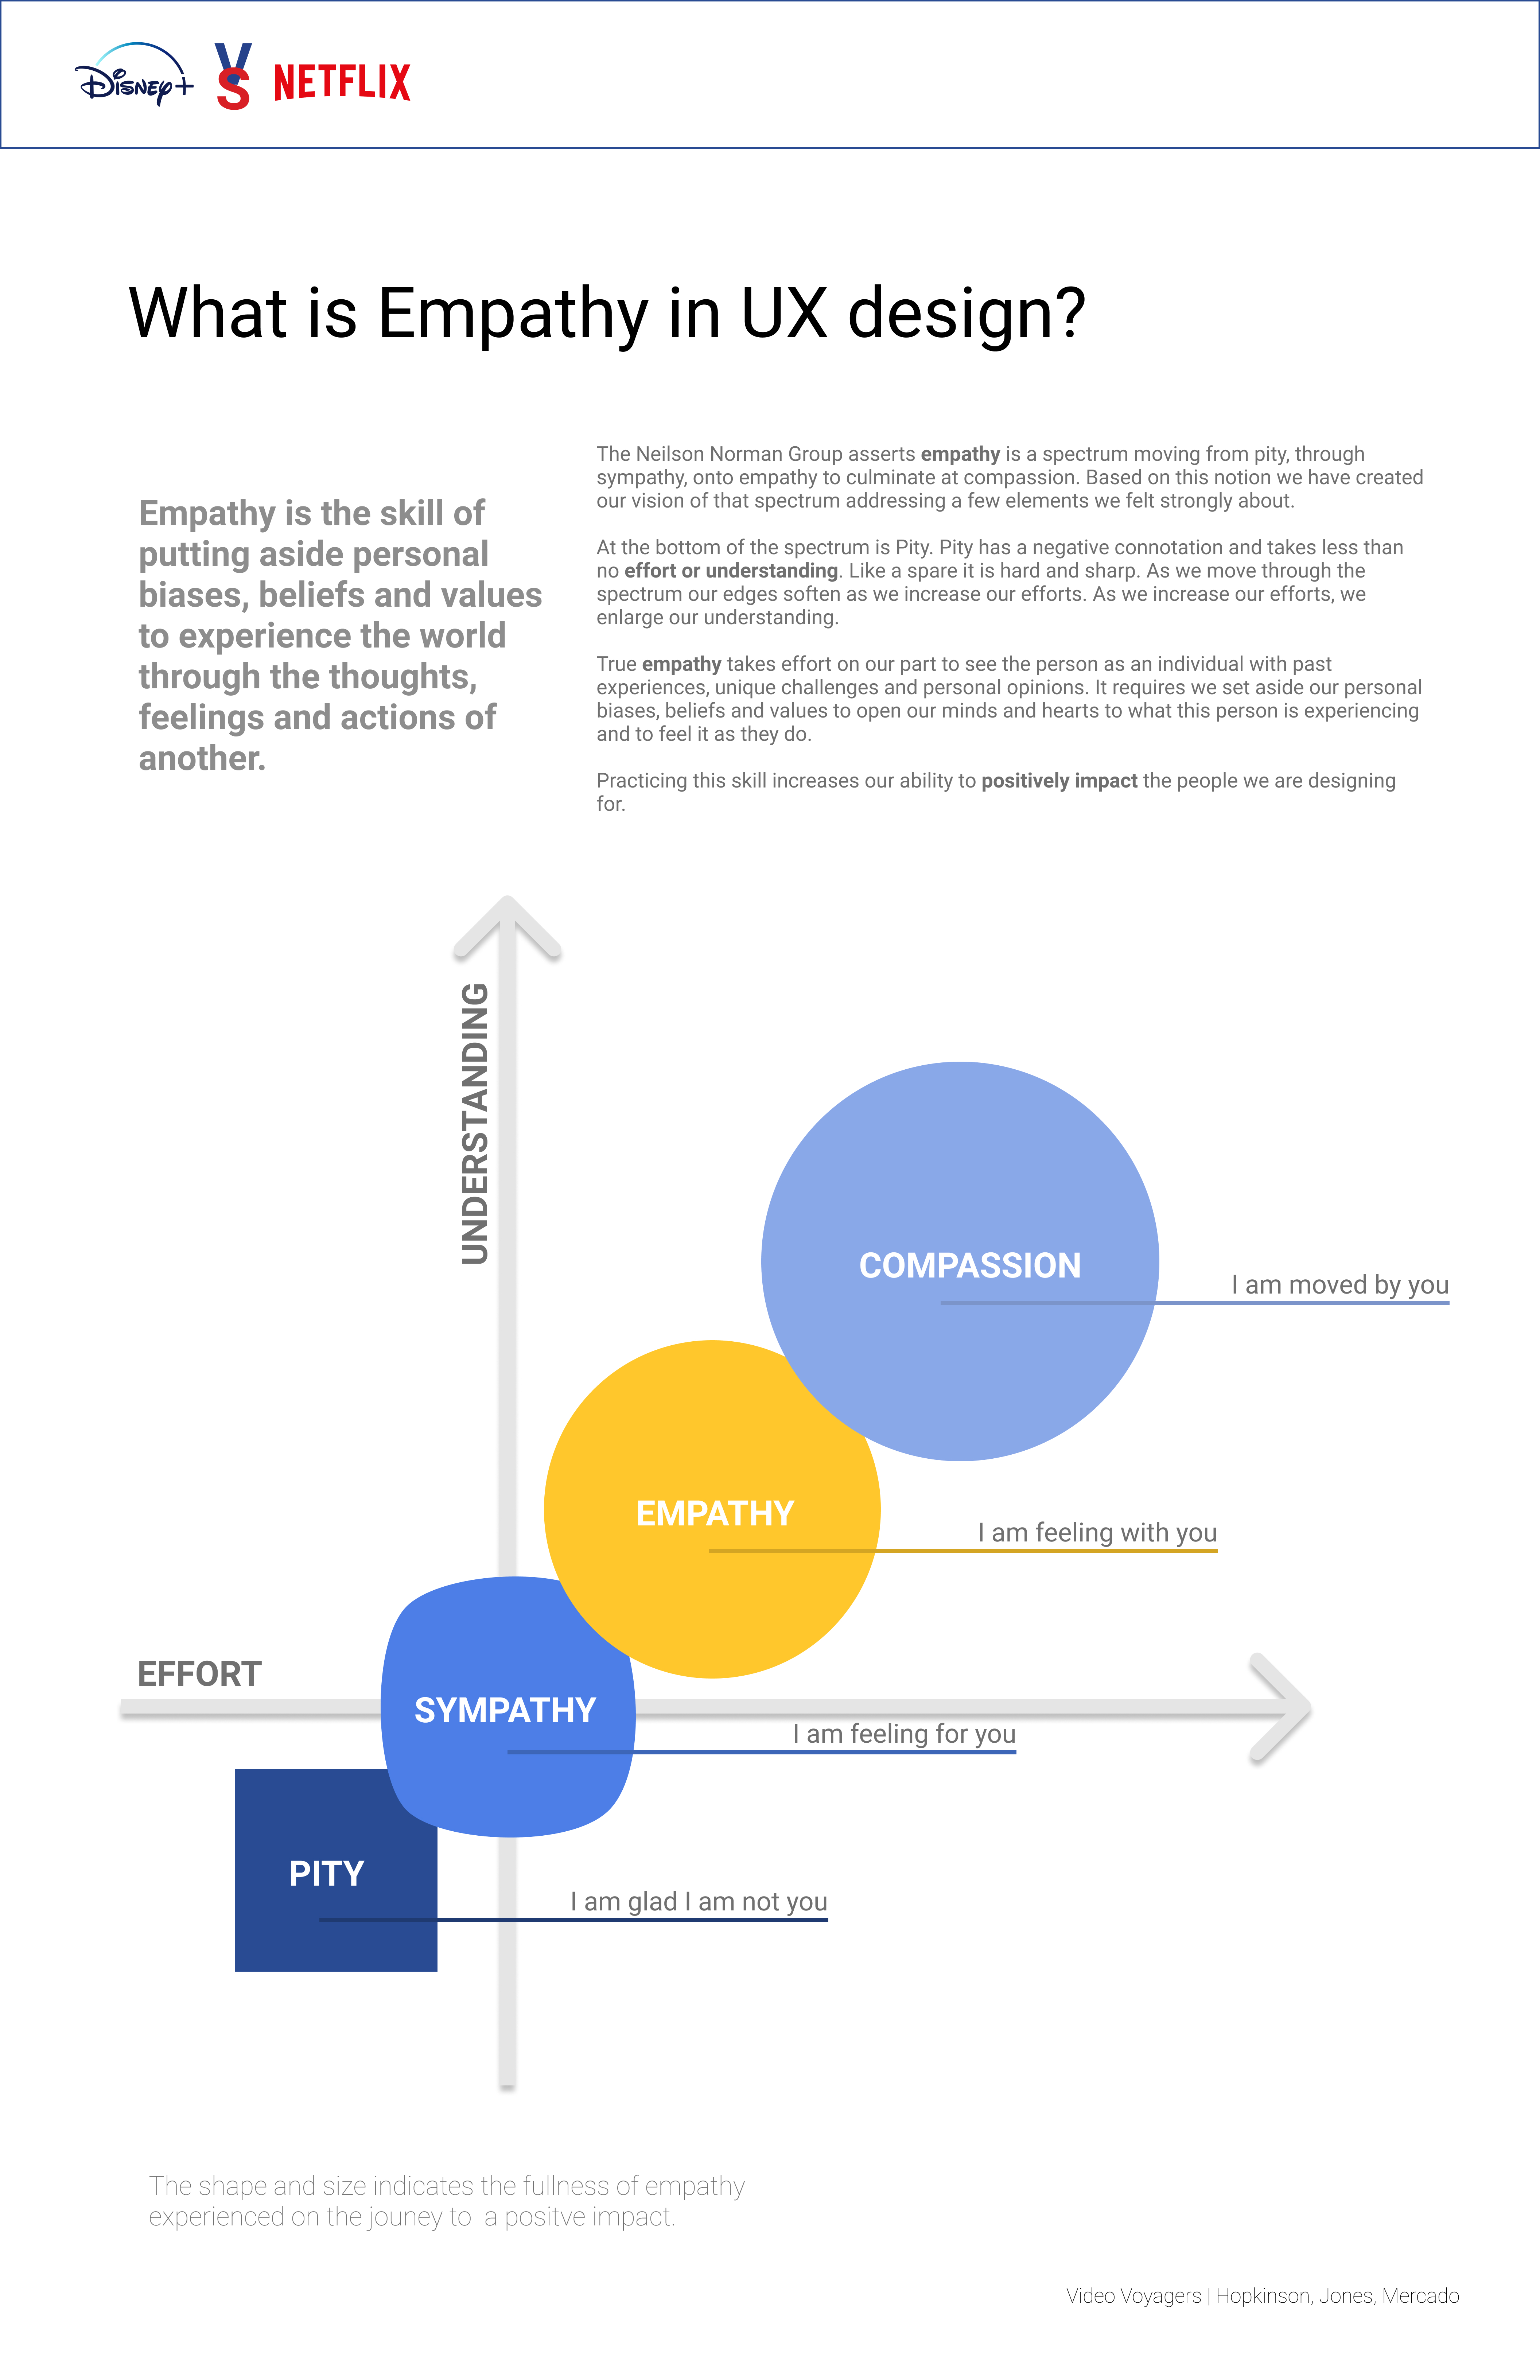 Disney+ VS NETFLIX
What is Empathy in UX design?
Empathy is the skill of
putting aside personal
biases, beliefs and values
to experience the world
through the thoughts,
feelings and actions of
another.
The Neilson Norman Group asserts empathy is a spectrum moving from pity, through
sympathy, onto empathy to culminate at compassion. Based on this notion we have created
our vision of that spectrum addressing a few elements we felt strongly about.
At the bottom of the spectrum is Pity. Pity has a negative connotation and takes less than
no effort or understanding. Like a spare it is hard and sharp. As we move through the
spectrum our edges soften as we increase our efforts. As we increase our efforts, we
enlarge our understanding.
True empathy takes effort on our part to see the person as an individual with past
experiences, unique challenges and personal opinions. It requires we set aside our personal
biases, beliefs and values to open our minds and hearts to what this person is experiencing
and to feel it as they do.
Practicing this skill increases our ability to positively impact the people we are designing
for.
UNDERSTANDING
COMPASSION
I am moved by you
EMPATHY
I am feeling with you
EFFORT
SYMPATHY
I am feeling for you
PITY
I am glad I am not you
The shape and size indicates the fullness of empathy
experienced on the jouney to  a positve impact.
Video Voyagers | Hopkinson, Jones, Mercado